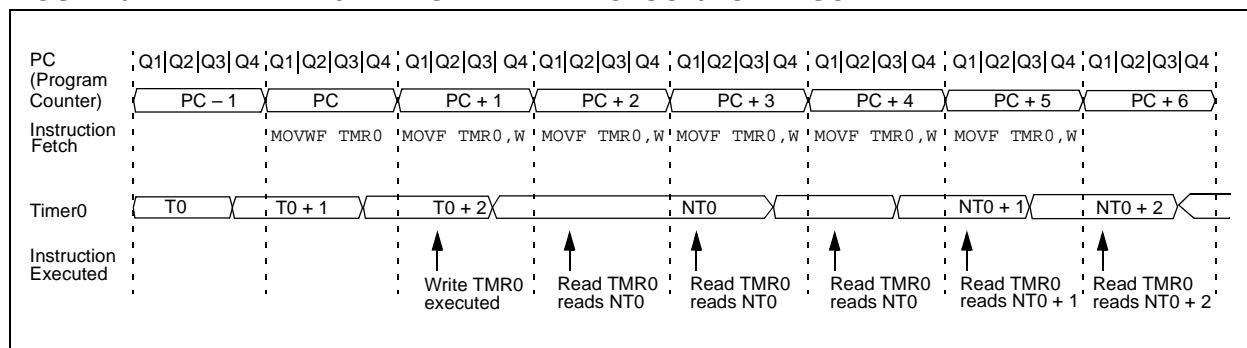 PC
(Program
Counter)
Q1|Q2|Q3|Q4 Q1|Q2|Q3|Q4 Q1|Q2|Q3|Q4 Q1|Q2|Q3|Q4 Q1|Q2|Q3|Q4 Q1|Q2|Q3|Q4 Q1|Q2|Q3|Q4 Q1|Q2|Q3|Q4
PC – 1 PC PC + 1 PC + 2 PC + 3 PC + 4 PC + 5 PC + 6
Instruction
Fetch
MOVWF TMR0 MOVF TMR0,W MOVF TMR0,W MOVF TMR0,W MOVF TMR0,W MOVF TMR0,W
Timer0
T0 T0 + 1 T0 + 2 NT0 NT0 + 1 NT0 + 2
Instruction
Executed
Write TMR0
executed
Read TMR0
reads NT0
Read TMR0
reads NT0
Read TMR0
reads NT0
Read TMR0
reads NT0 + 1
Read TMR0
reads NT0 + 2